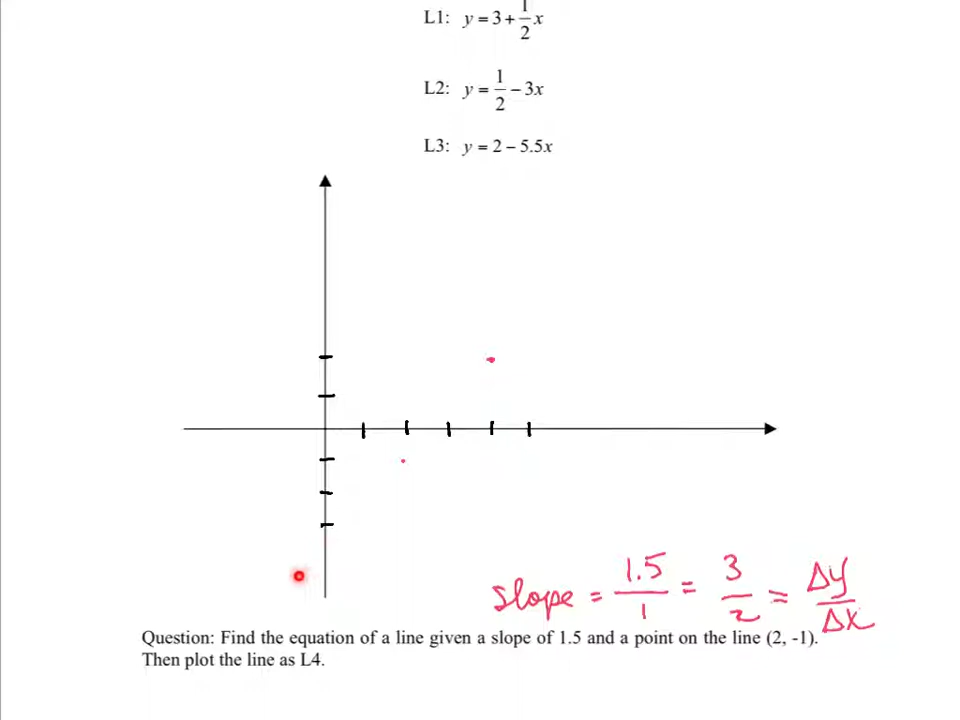 L1: y = 3 + 1/2 x
L2: y = 1/2 − 3x
L3: y = 2 − 5.5x
slope = 1.5/1 = 3/2 = Δy/Δx
Question: Find the equation of a line given a slope of 1.5 and a point on the line (2, -1).
Then plot the line as L4.